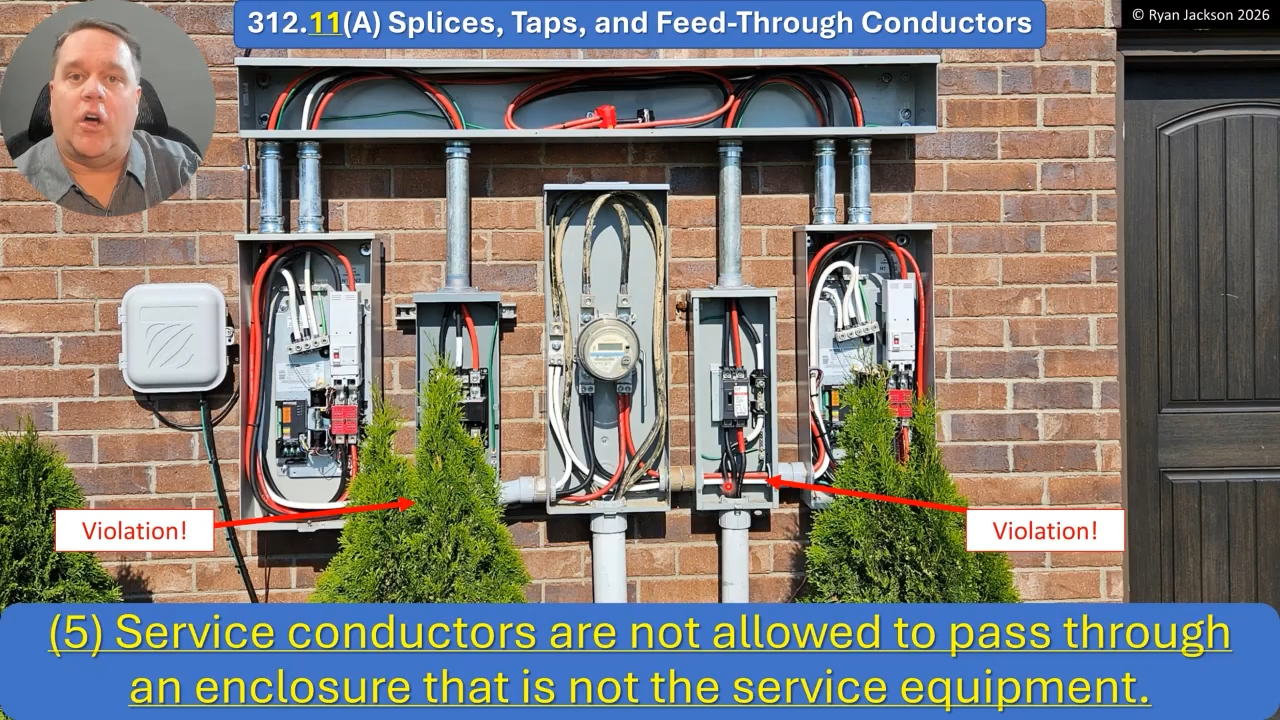 312.11(A) Splices, Taps, and Feed-Through Conductors
© Ryan Jackson 2026
Violation!
Violation!
(5) Service conductors are not allowed to pass through
an enclosure that is not the service equipment.